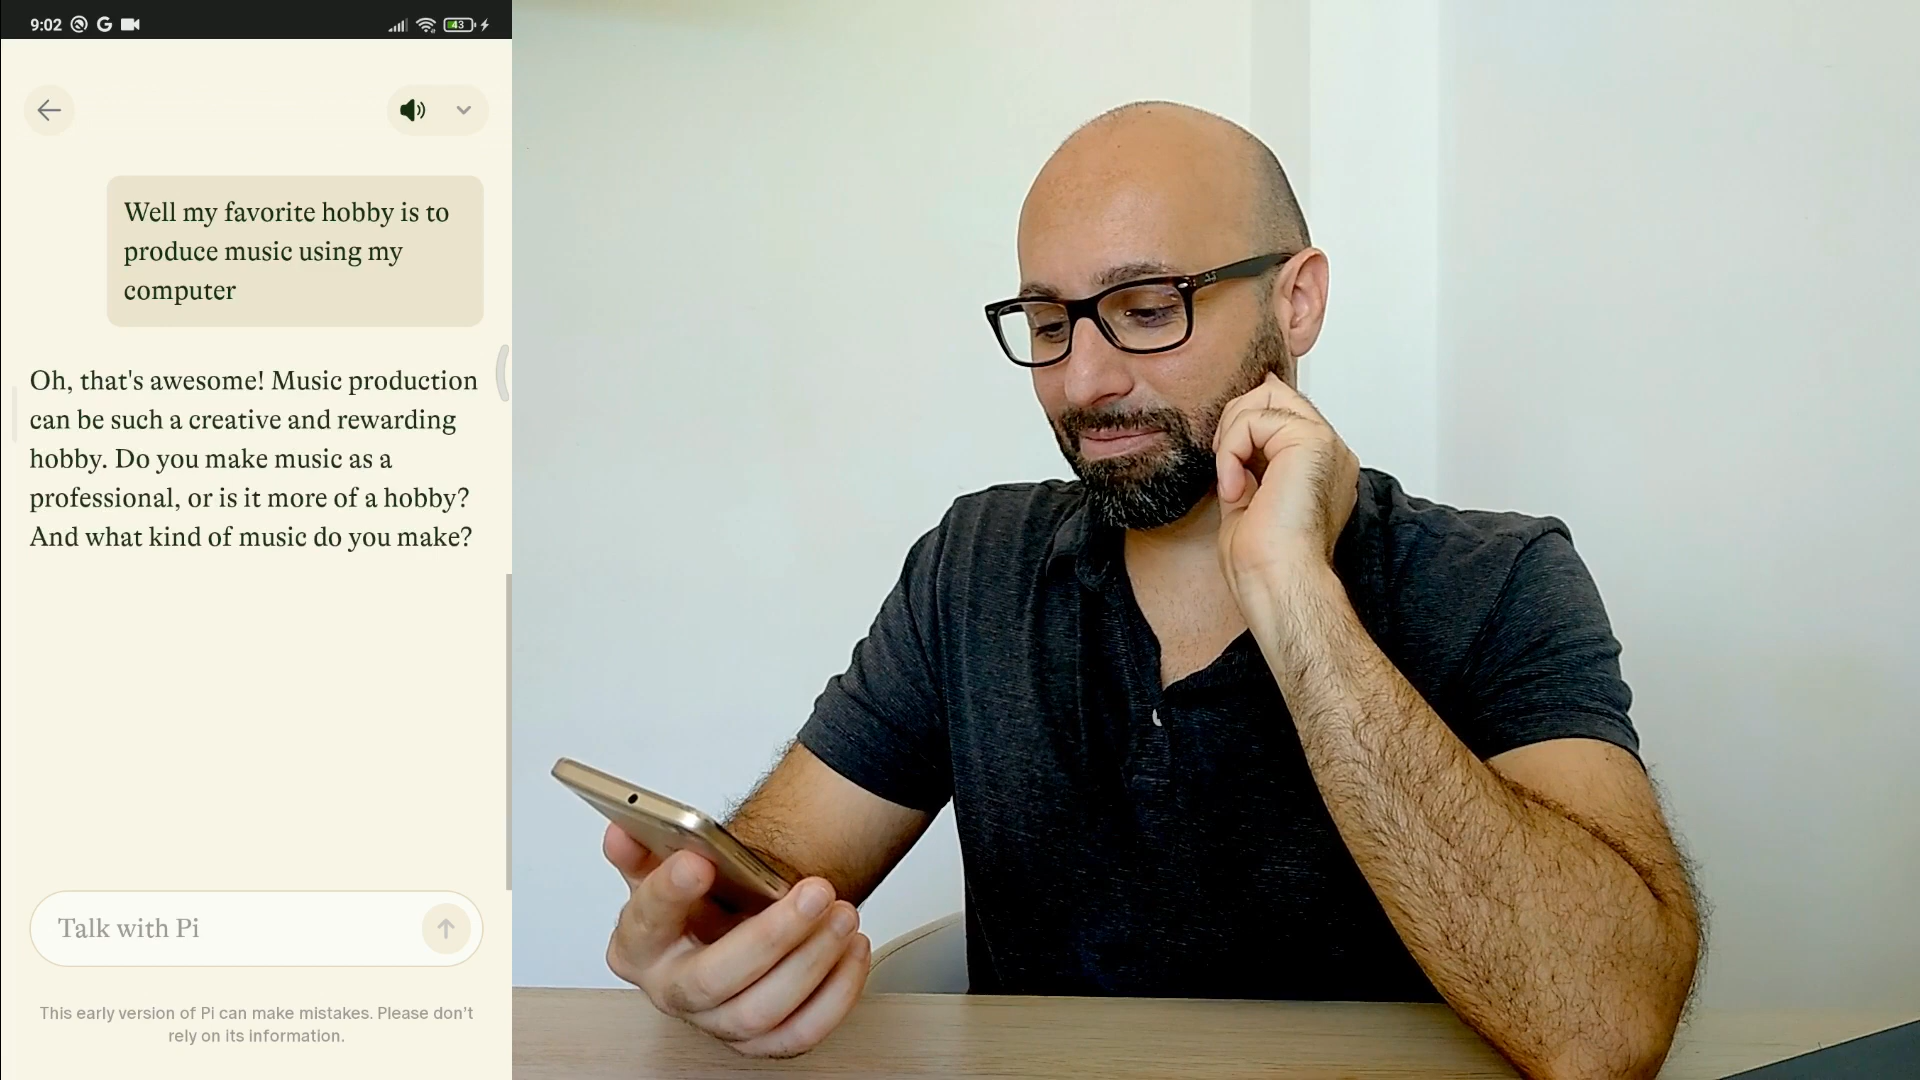 9:02
43
Well my favorite hobby is to
produce music using my
computer
Oh, that's awesome! Music production
can be such a creative and rewarding
hobby. Do you make music as a
professional, or is it more of a hobby?
And what kind of music do you make?
Talk with Pi
This early version of Pi can make mistakes. Please don't
rely on its information.